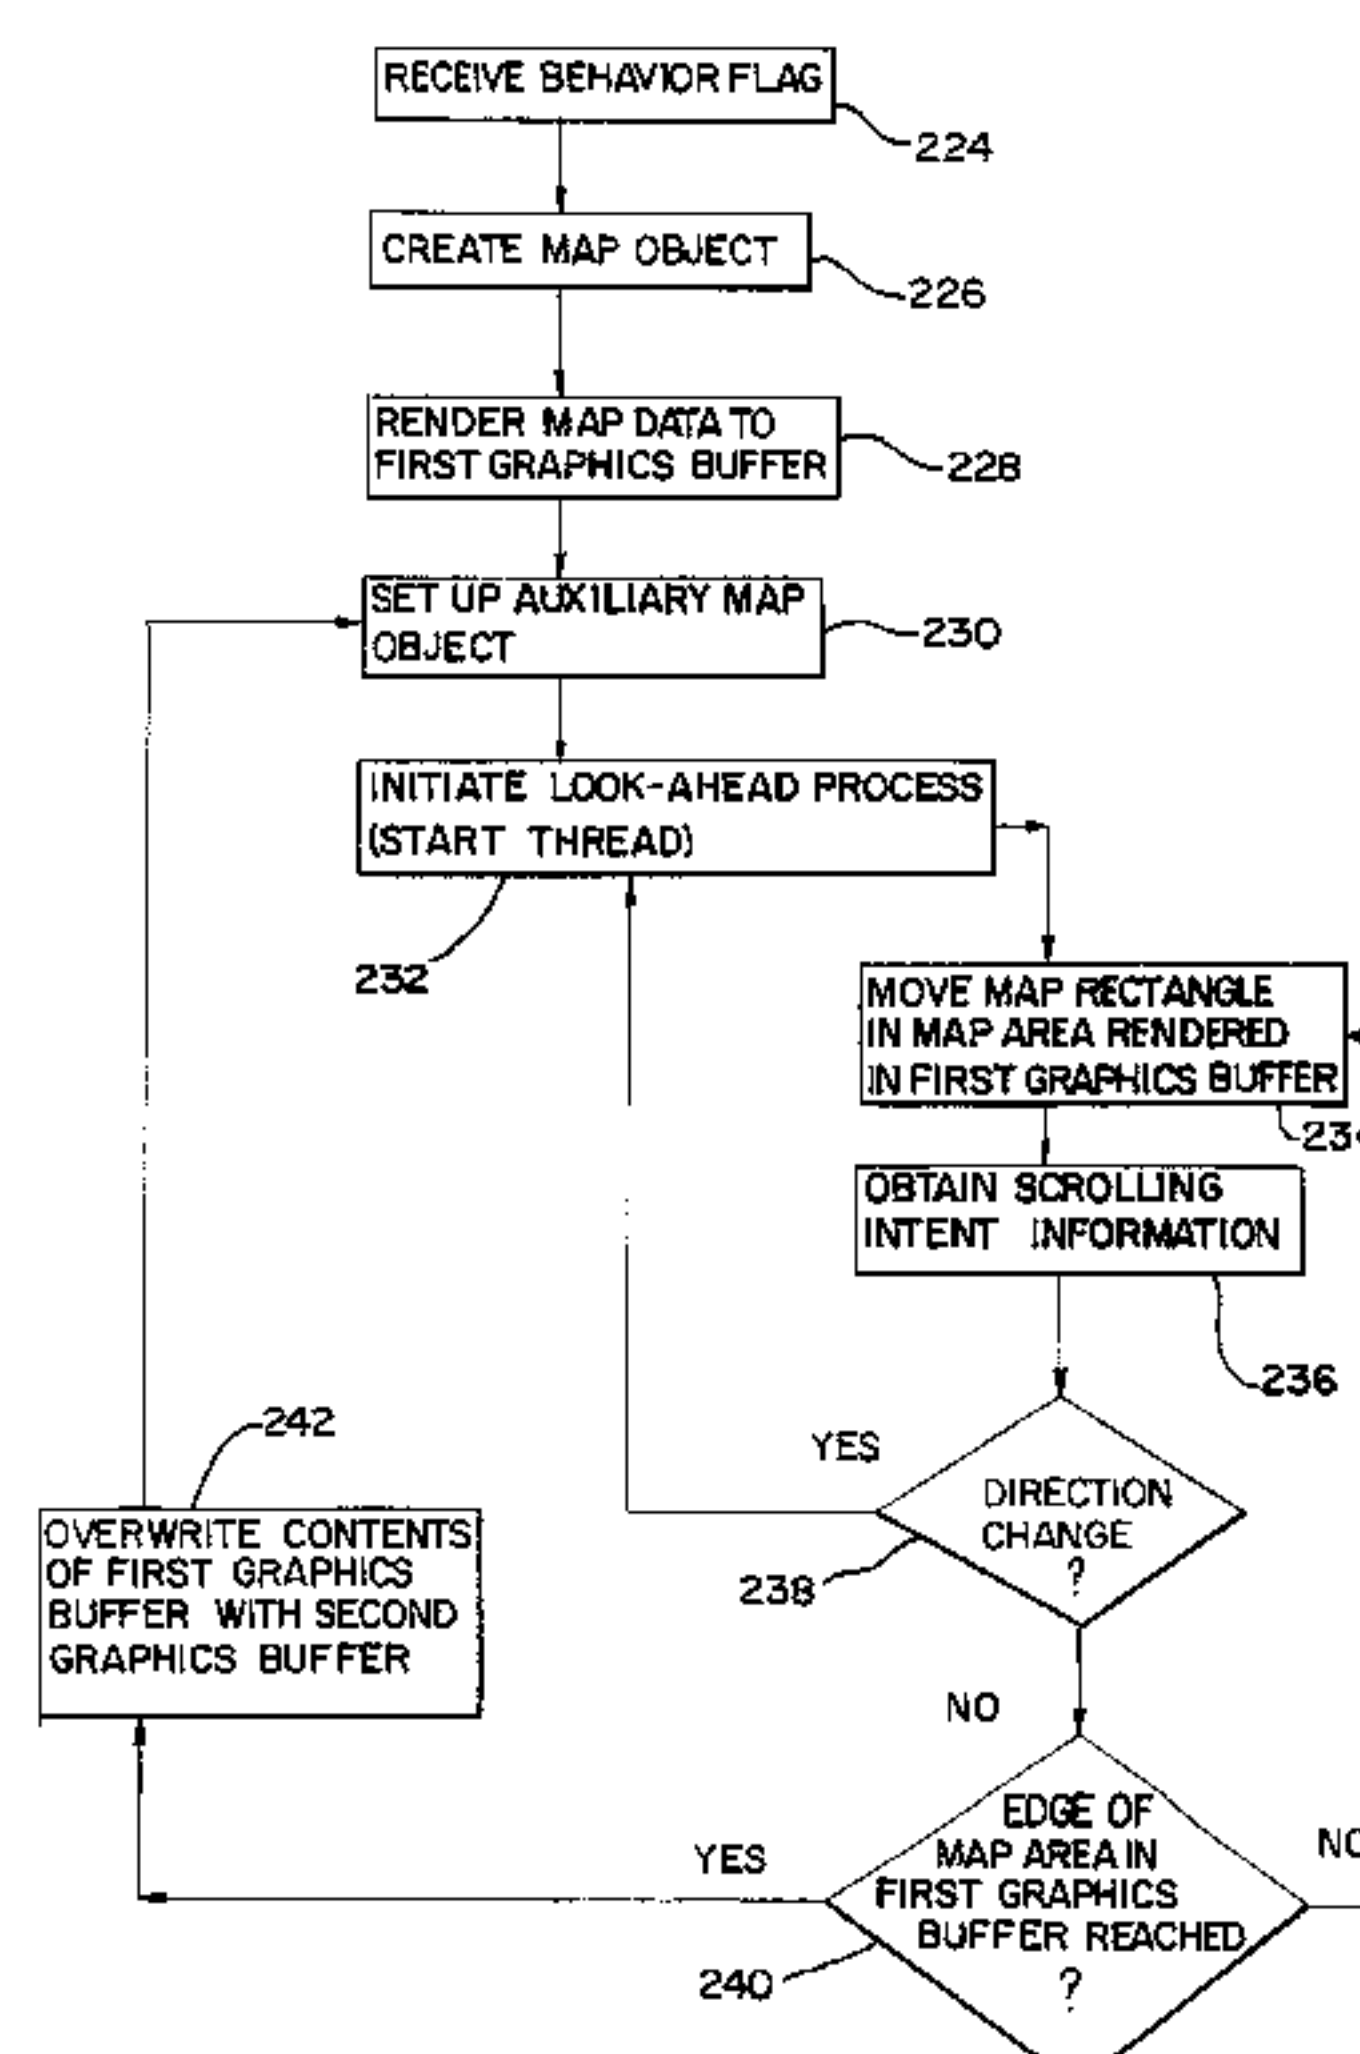 RECEIVE BEHAVIOR FLAG
224
CREATE MAP OBJECT
226
RENDER MAP DATA TO
FIRST GRAPHICS BUFFER
228
SET UP AUXILIARY MAP
OBJECT
230
INITIATE LOOK-AHEAD PROCESS
(START THREAD)
232
MOVE MAP RECTANGLE
IN MAP AREA RENDERED
IN FIRST GRAPHICS BUFFER
OBTAIN SCROLLING
INTENT INFORMATION
236
YES
DIRECTION
CHANGE
?
238
242
OVERWRITE CONTENTS
OF FIRST GRAPHICS
BUFFER WITH SECOND
GRAPHICS BUFFER
NO
YES
EDGE OF
MAP AREA IN
FIRST GRAPHICS
BUFFER REACHED
?
240
NO